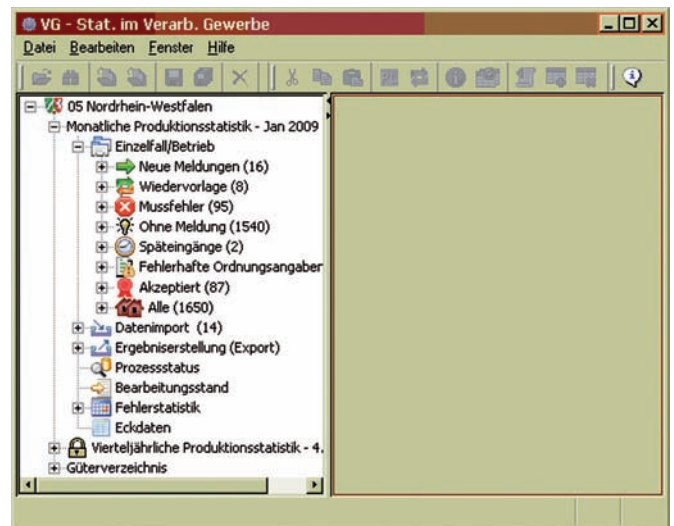 VG - Stat. im Verarb. Gewerbe
Datei Bearbeiten Fenster Hilfe
05 Nordrhein-Westfalen
Monatliche Produktionsstatistik - Jan 2009
Einzelfall/Betrieb
Neue Meldungen (16)
Wiedervorlage (8)
Mussfehler (95)
Ohne Meldung (1540)
Späteingänge (2)
Fehlerhafte Ordnungsangaben
Akzeptiert (87)
Alle (1650)
Datenimport (14)
Ergebniserstellung (Export)
Prozessstatus
Bearbeitungsstand
Fehlerstatistik
Eckdaten
Vierteljährliche Produktionsstatistik - 4.
Güterverzeichnis